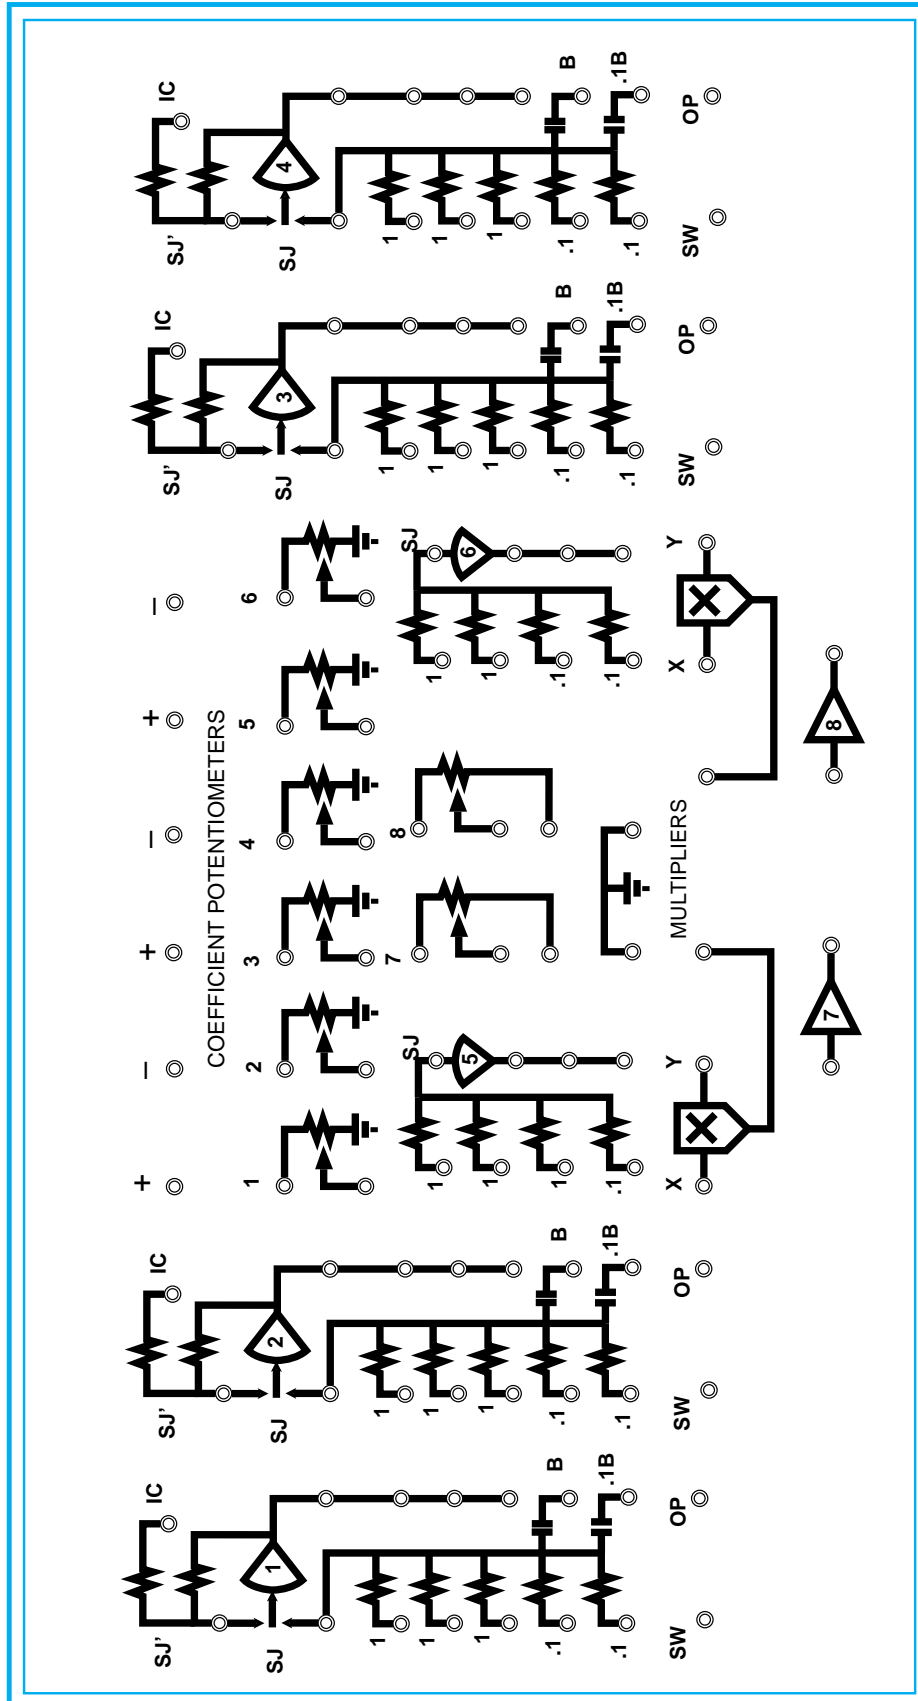 + − + − + −
IC IC IC IC
SJ' SJ' SJ' SJ'
COEFFICIENT POTENTIOMETERS
1 2 3 4 5 6
SJ 1 SJ 2 SJ 3 SJ 4
1 1 7 8 1 1
SJ SJ
1 1
5 6
1 1 1 1 1 1
1 1 1 1
B B B B
.1 .1 1 .1 .1 .1
.1B .1B .1B .1B
.1 .1 .1 .1 .1 .1
X Y MULTIPLIERS X Y
SW OP SW OP SW OP SW OP
7 8